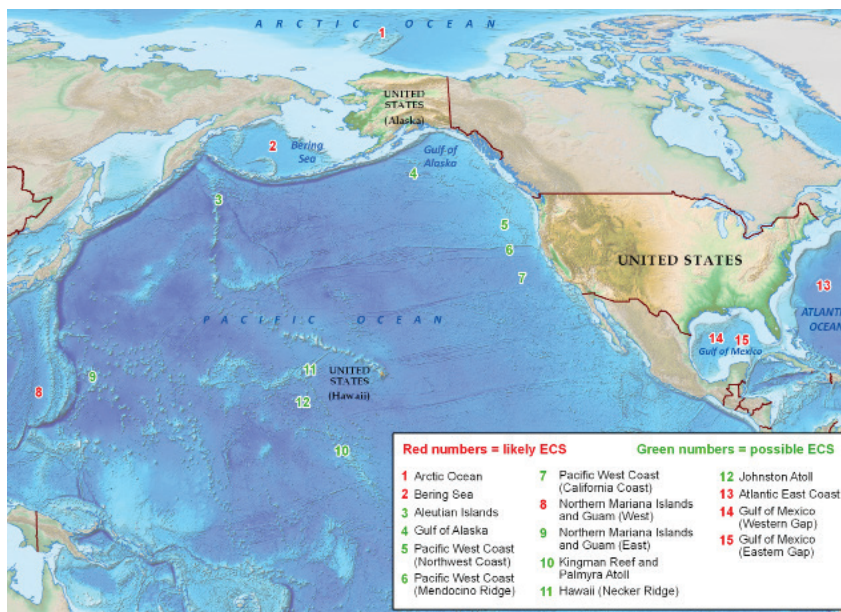 ARCTIC OCEAN
1
UNITED
STATES
(Alaska)
2
Bering
Sea
Gulf of
Alaska
4
3
5
6
7
UNITED STATES
13
ATLANTIC
OCEAN
14
15
Gulf of Mexico
PACIFIC OCEAN
8
9
11
UNITED
STATES
(Hawaii)
12
10
Red numbers = likely ECS
Green numbers = possible ECS
1 Arctic Ocean
2 Bering Sea
3 Aleutian Islands
4 Gulf of Alaska
5 Pacific West Coast
(Northwest Coast)
6 Pacific West Coast
(Mendocino Ridge)
7 Pacific West Coast
(California Coast)
8 Northern Mariana Islands
and Guam (West)
9 Northern Mariana Islands
and Guam (East)
10 Kingman Reef and
Palmyra Atoll
11 Hawaii (Necker Ridge)
12 Johnston Atoll
13 Atlantic East Coast
14 Gulf of Mexico
(Western Gap)
15 Gulf of Mexico
(Eastern Gap)